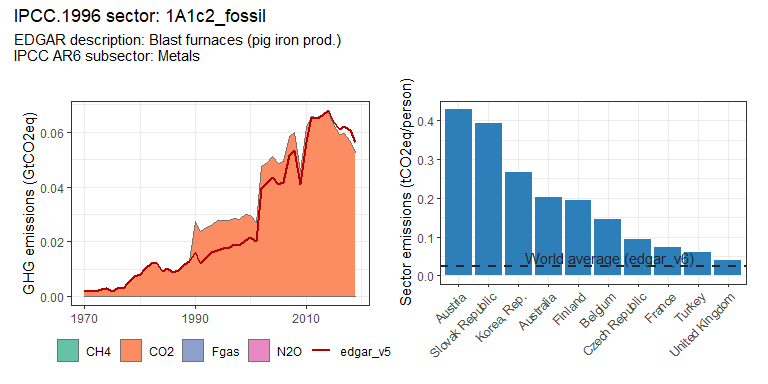 IPCC.1996 sector: 1A1c2_fossil
EDGAR description: Blast furnaces (pig iron prod.)
IPCC AR6 subsector: Metals
GHG emissions (GtCO2eq)
0.06
0.04
0.02
0.00
1970
1990
2010
CH4
CO2
Fgas
N2O
edgar_v5
Sector emissions (tCO2eq/person)
0.4
0.3
0.2
0.1
0.0
World average (edgar_v6)
Austria
Slovak Republic
Korea, Rep.
Australia
Finland
Belgium
Czech Republic
France
Turkey
United Kingdom